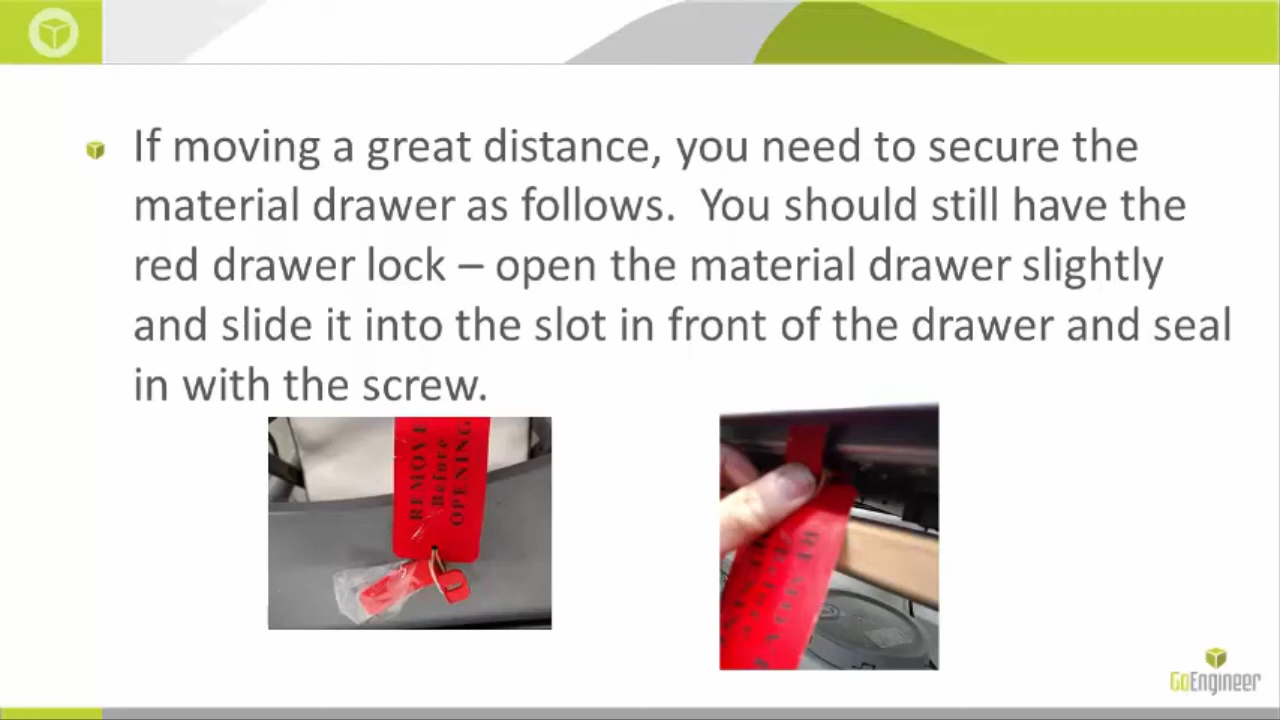 If moving a great distance, you need to secure the
material drawer as follows.  You should still have the
red drawer lock – open the material drawer slightly
and slide it into the slot in front of the drawer and seal
in with the screw.
REMOVE
Before
OPENING
GoEngineer